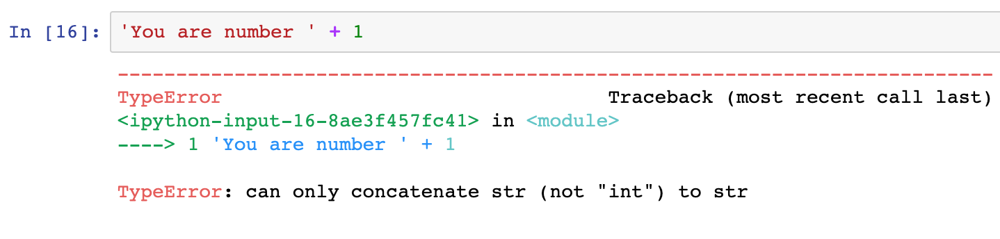 In [16]: 'You are number ' + 1
---------------------------------------------------------------------------
TypeError Traceback (most recent call last)
<ipython-input-16-8ae3f457fc41> in <module>
----> 1 'You are number ' + 1
TypeError: can only concatenate str (not "int") to str